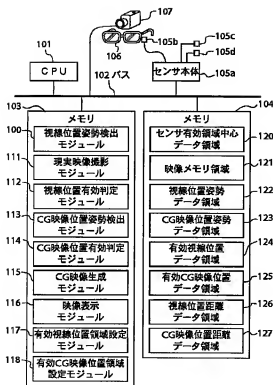 107
105c
105b
105d
101
106
CPU
センサ本体
105a
102 バス
103
104
メモリ
メモリ
100
視線位置姿勢検出
モジュール
111
現実映像撮影
モジュール
112
視線位置有効判定
モジュール
113
CG映像位置姿勢検出
モジュール
114
CG映像位置有効判定
モジュール
115
CG映像生成
モジュール
116
映像表示
モジュール
117
有効視線位置領域設定
モジュール
118
有効CG映像位置領域
設定モジュール
センサ有効領域中心
データ領域
120
映像メモリ領域
121
視線位置姿勢
データ領域
122
CG映像位置姿勢
データ領域
123
有効視線位置
データ領域
124
有効CG映像位置
データ領域
125
視線位置距離
データ領域
126
CG映像位置距離
データ領域
127